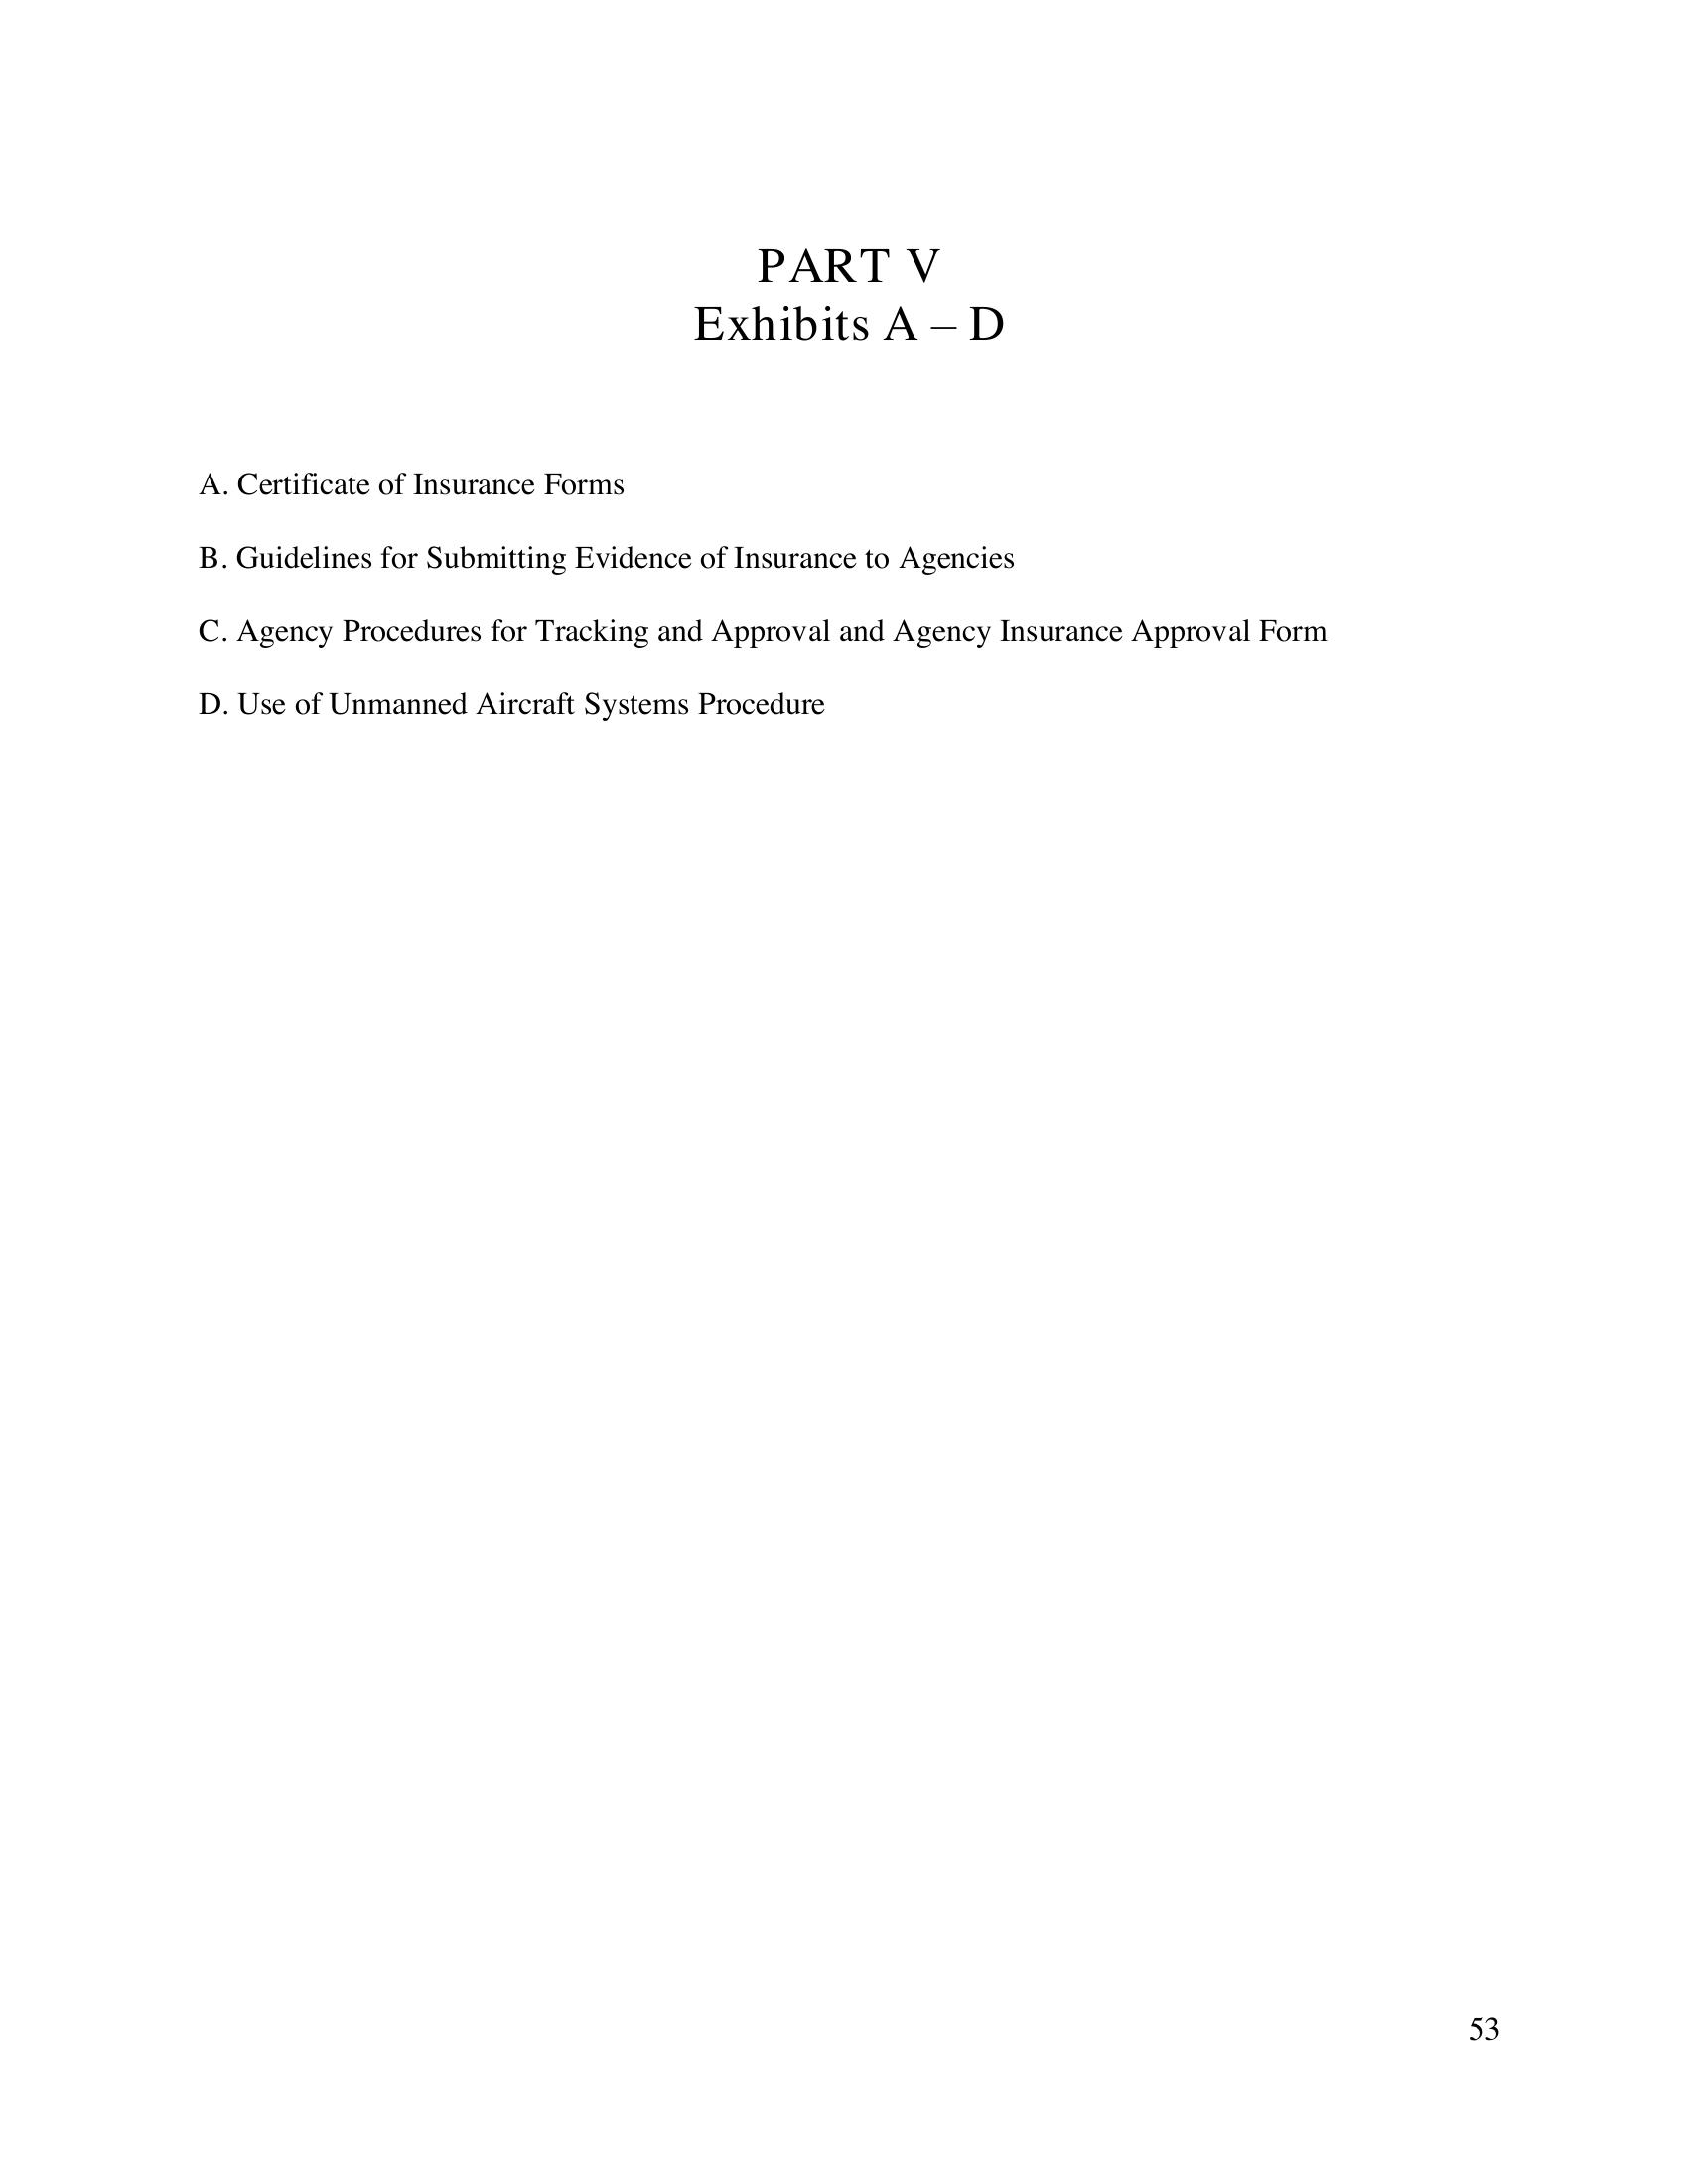 PART V
Exhibits A – D
A. Certificate of Insurance Forms
B. Guidelines for Submitting Evidence of Insurance to Agencies
C. Agency Procedures for Tracking and Approval and Agency Insurance Approval Form
D. Use of Unmanned Aircraft Systems Procedure
53